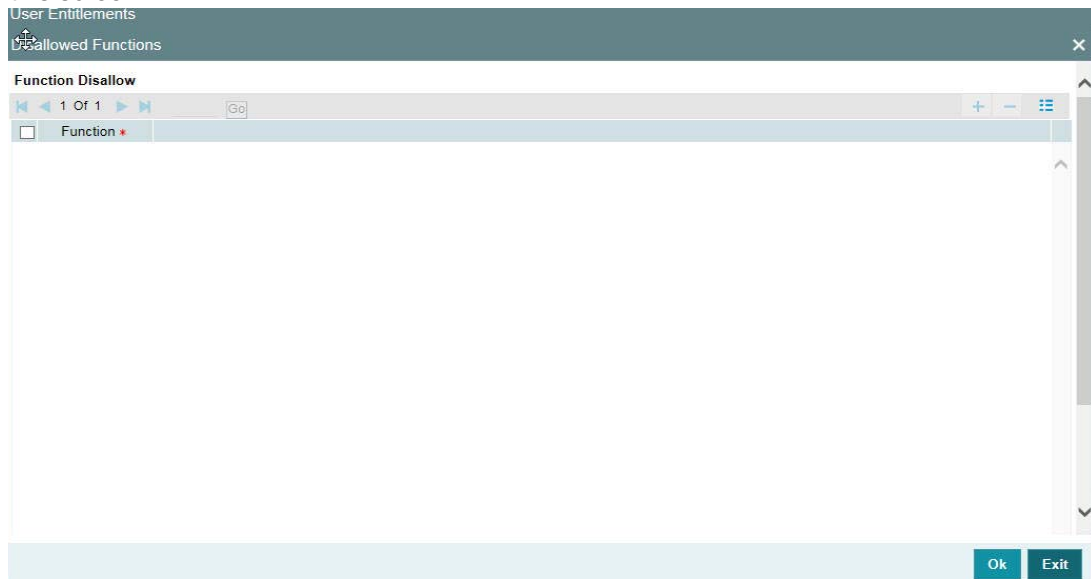 User Entitlements
Disallowed Functions
Function Disallow
1 Of 1 Go
Function *
Ok Exit